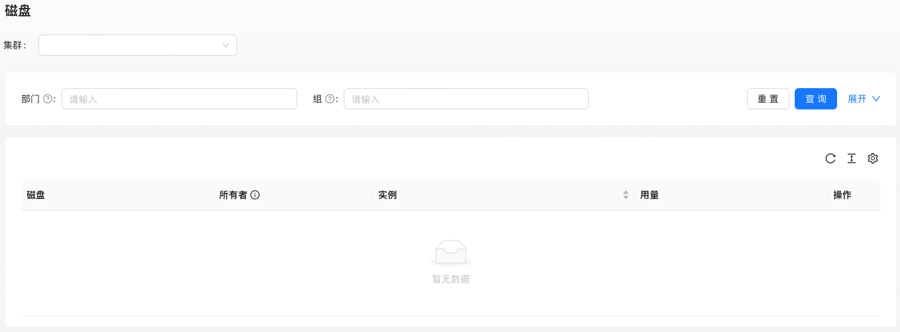 磁盘
集群：
部门 ?： 请输入 组 ?： 请输入 重 置 查 询 展开
磁盘 所有者 实例 用量 操作
暂无数据